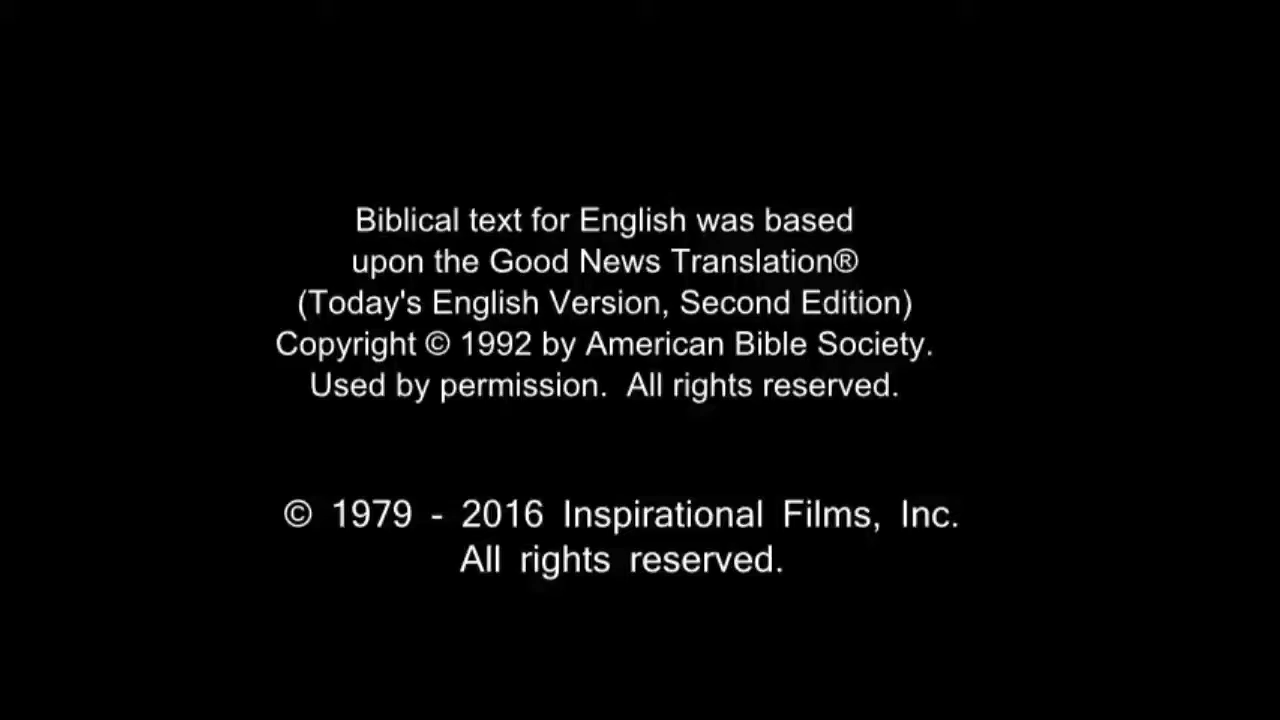 Biblical text for English was based
upon the Good News Translation®
(Today's English Version, Second Edition)
Copyright © 1992 by American Bible Society.
Used by permission.  All rights reserved.
© 1979 - 2016 Inspirational Films, Inc.
All rights reserved.